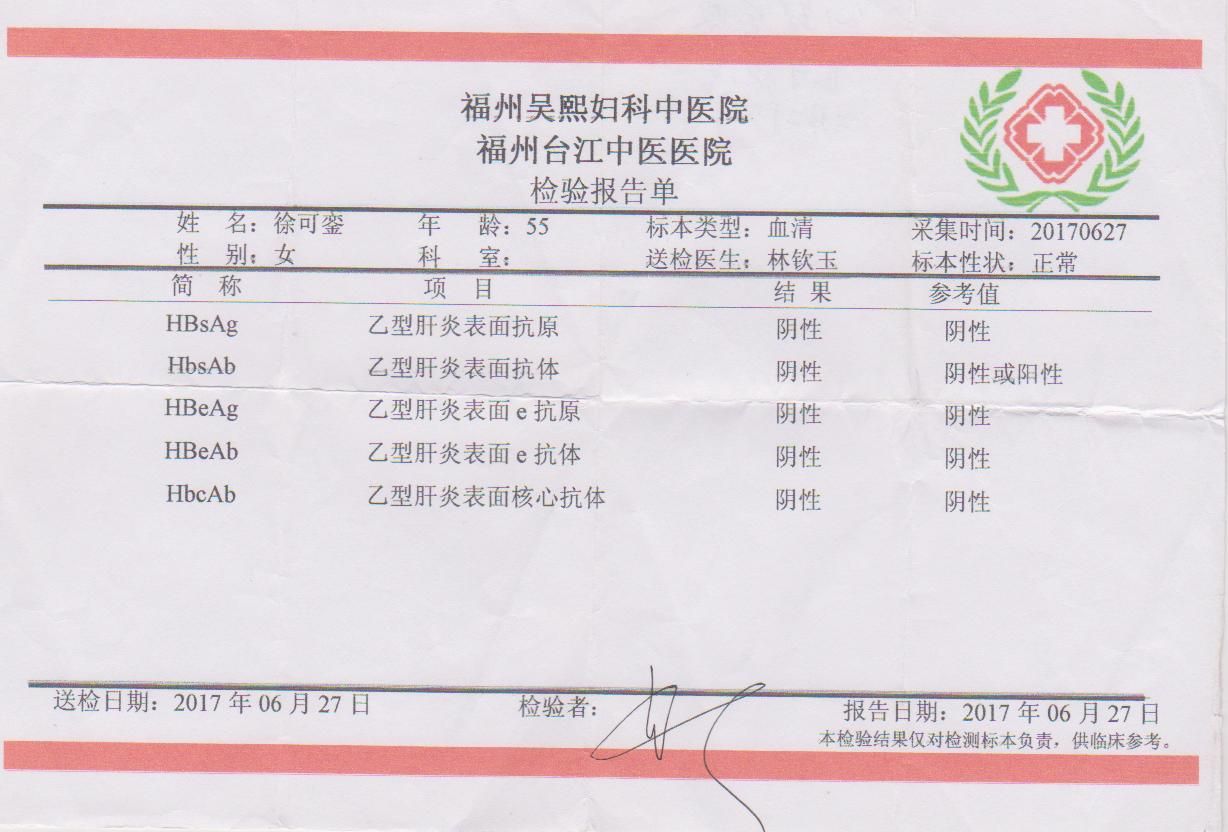 福州吴熙妇科中医院
福州台江中医医院
检验报告单
姓 名：徐可銮 年 龄：55 标本类型：血清 采集时间：20170627
性 别：女 科 室： 送检医生：林钦玉 标本性状：正常
简 称 项 目 结 果 参考值
HBsAg 乙型肝炎表面抗原 阴性 阴性
HbsAb 乙型肝炎表面抗体 阴性 阴性或阳性
HBeAg 乙型肝炎表面 e 抗原 阴性 阴性
HBeAb 乙型肝炎表面 e 抗体 阴性 阴性
HbcAb 乙型肝炎表面核心抗体 阴性 阴性
送检日期：2017 年 06 月 27 日 检验者： 报告日期：2017 年 06 月 27 日
本检验结果仅对检测标本负责，供临床参考。